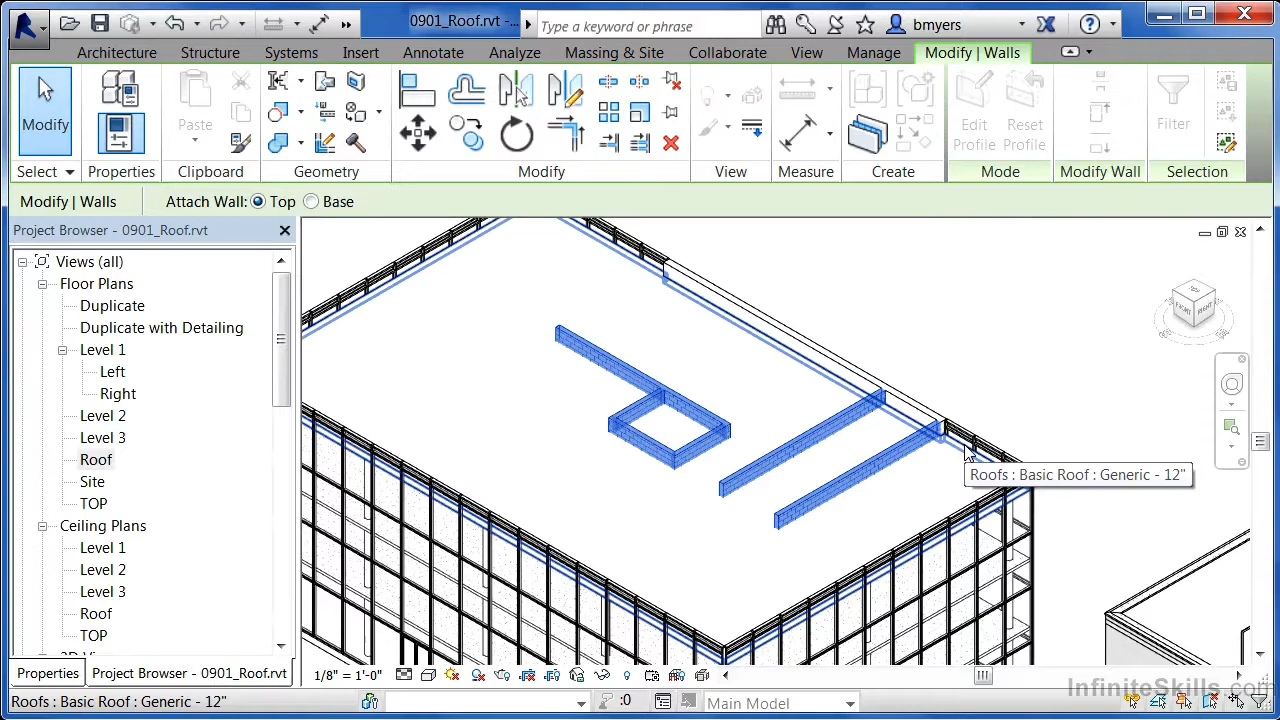 0901_Roof.rvt -...
Type a keyword or phrase
bmyers
Architecture Structure Systems Insert Annotate Analyze Massing & Site Collaborate View Manage Modify | Walls
Modify
Paste
Edit Profile
Reset Profile
Filter
Select Properties Clipboard Geometry Modify View Measure Create Mode Modify Wall Selection
Modify | Walls Attach Wall: Top Base
Project Browser - 0901_Roof.rvt
Views (all)
Floor Plans
Duplicate
Duplicate with Detailing
Level 1
Left
Right
Level 2
Level 3
Roof
Site
TOP
Ceiling Plans
Level 1
Level 2
Level 3
Roof
TOP
FRONT
RIGHT
Roofs : Basic Roof : Generic - 12"
Properties Project Browser - 0901_Roof.rvt
1/8" = 1'-0"
Roofs : Basic Roof : Generic - 12"
:0
Main Model
InfiniteSkills.com